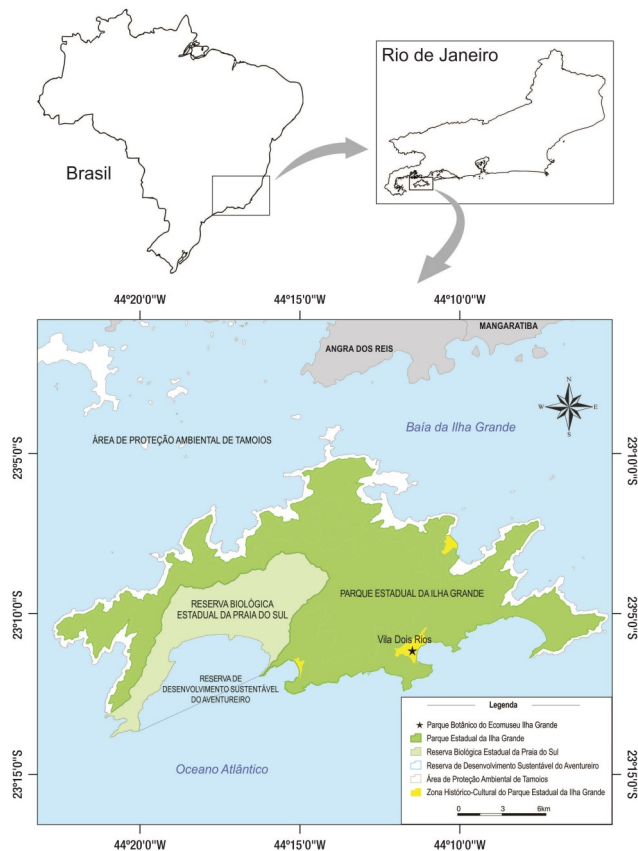 Brasil
Rio de Janeiro
44°20'0"W
44°15'0"W
44°10'0"W
MANGARATIBA
ANGRA DOS REIS
N
W
E
S
Baía da Ilha Grande
ÁREA DE PROTEÇÃO AMBIENTAL DE TAMOIOS
23°5'0"S
23°10'0"S
RESERVA BIOLÓGICA
ESTADUAL DA PRAIA DO SUL
PARQUE ESTADUAL DA ILHA GRANDE
23°10'0"S
23°5'0"S
Vila Dois Rios
RESERVA DE
DESENVOLVIMENTO SUSTENTÁVEL
DO AVENTUREIRO
Oceano Atlântico
23°15'0"S
23°15'0"S
Legenda
Parque Botânico do Ecomuseu Ilha Grande
Parque Estadual da Ilha Grande
Reserva Biológica Estadual da Praia do Sul
Reserva de Desenvolvimento Sustentável do Aventureiro
Área de Proteção Ambiental de Tamoios
Zona Histórico-Cultural do Parque Estadual da Ilha Grande
0 3 6km
44°20'0"W
44°15'0"W
44°10'0"W